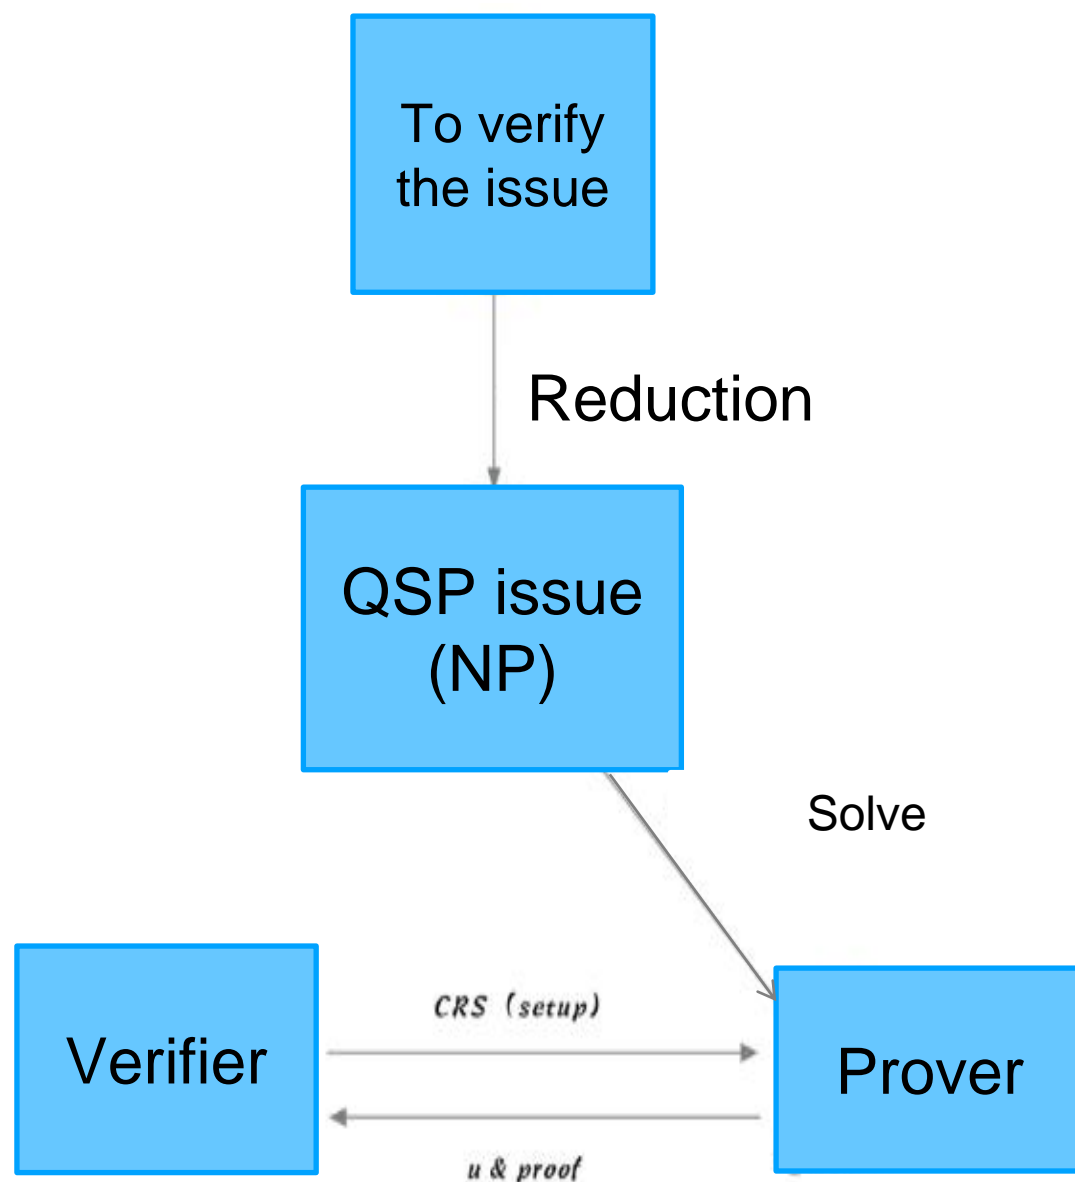 To verify
the issue
Reduction
QSP issue
(NP)
Solve
Verifier
CRS (setup)
Prover
u & proof